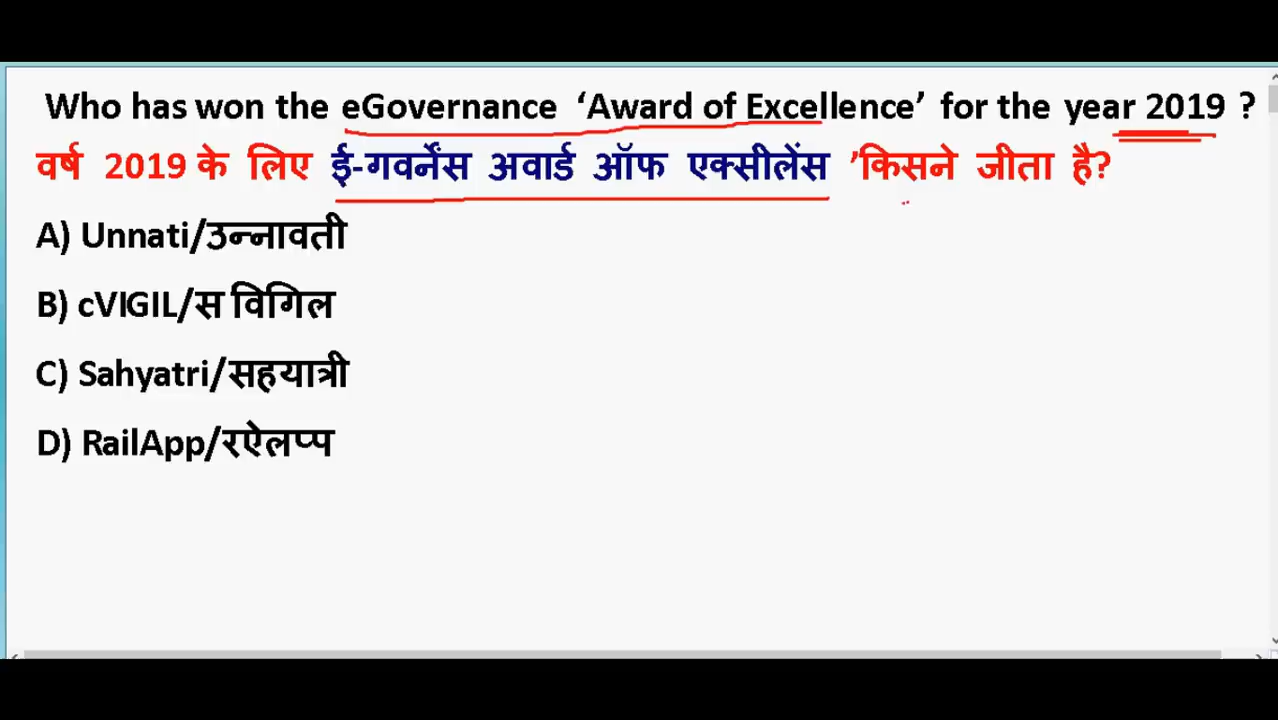 Who has won the eGovernance ‘Award of Excellence’ for the year 2019 ?
वर्ष 2019 के लिए ई-गवर्नेंस अवार्ड ऑफ एक्सीलेंस ’किसने जीता है?
A) Unnati/उन्नावती
B) cVIGIL/स विगिल
C) Sahyatri/सहयात्री
D) RailApp/रऐलप्प